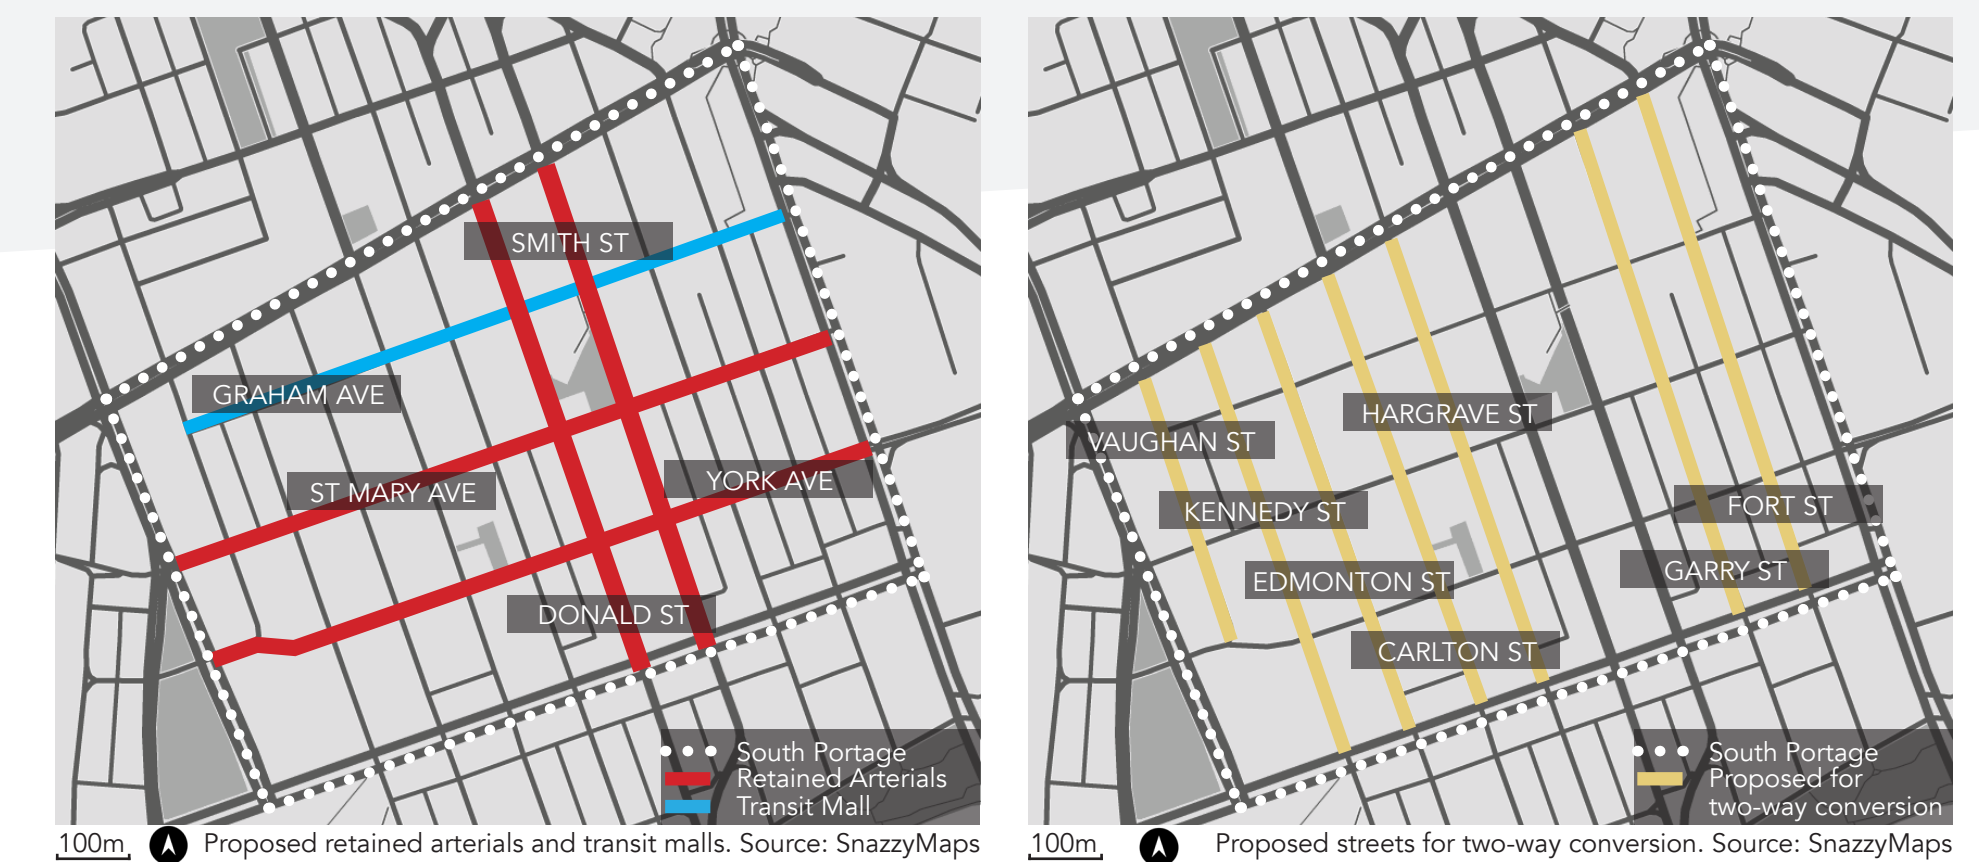 SMITH ST
GRAHAM AVE
ST MARY AVE
YORK AVE
DONALD ST
South Portage
Retained Arterials
Transit Mall
100m
Proposed retained arterials and transit malls. Source: SnazzyMaps
HARGRAVE ST
VAUGHAN ST
KENNEDY ST
FORT ST
EDMONTON ST
GARRY ST
CARLTON ST
South Portage
Proposed for
two-way conversion
100m
Proposed streets for two-way conversion. Source: SnazzyMaps